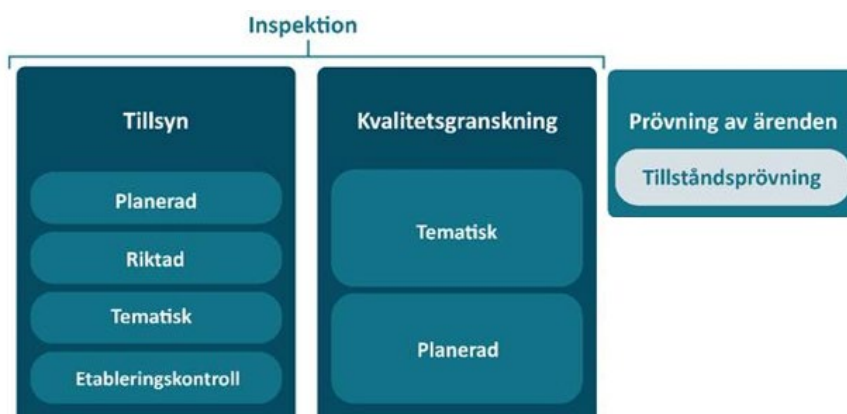 Inspektion
Tillsyn
Planerad
Riktad
Tematisk
Etableringskontroll
Kvalitetsgranskning
Tematisk
Planerad
Prövning av ärenden
Tillståndsprövning